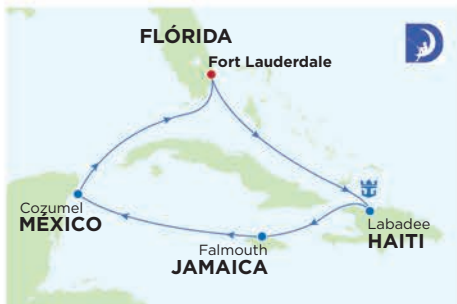 FLÓRIDA
Fort Lauderdale
Cozumel
MÉXICO
Labadee
HAITI
Falmouth
JAMAICA